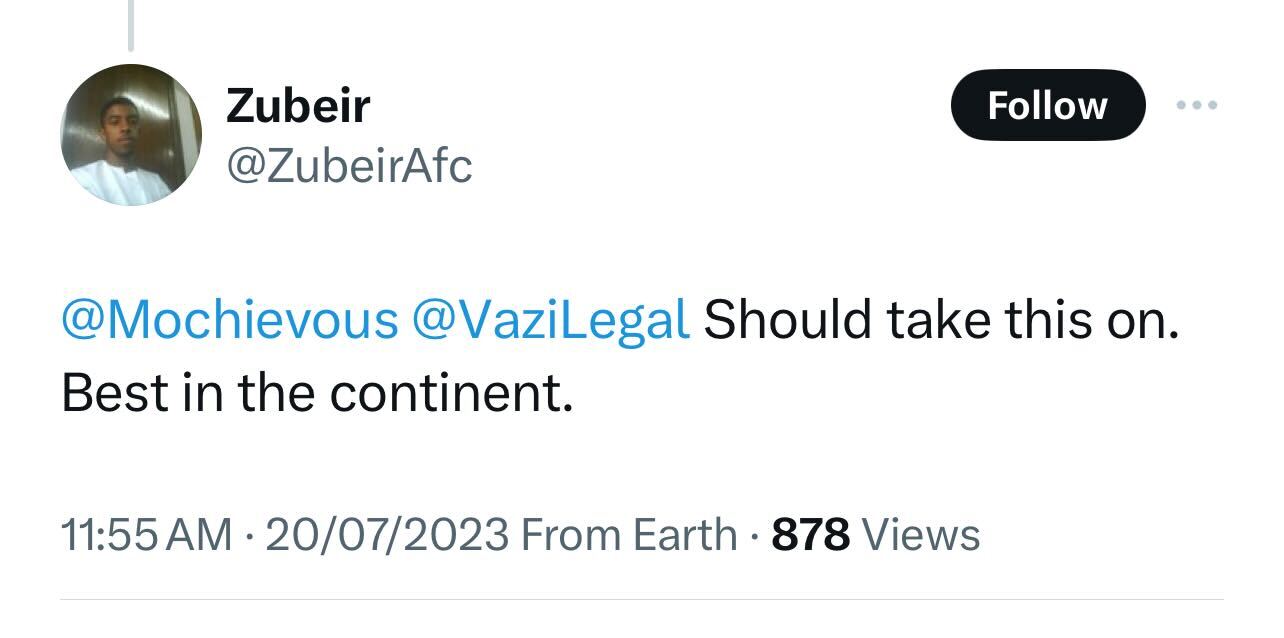 Zubeir
Follow
@ZubeirAfc
@Mochievous @VaziLegal Should take this on.
Best in the continent.
11:55 AM · 20/07/2023 From Earth · 878 Views